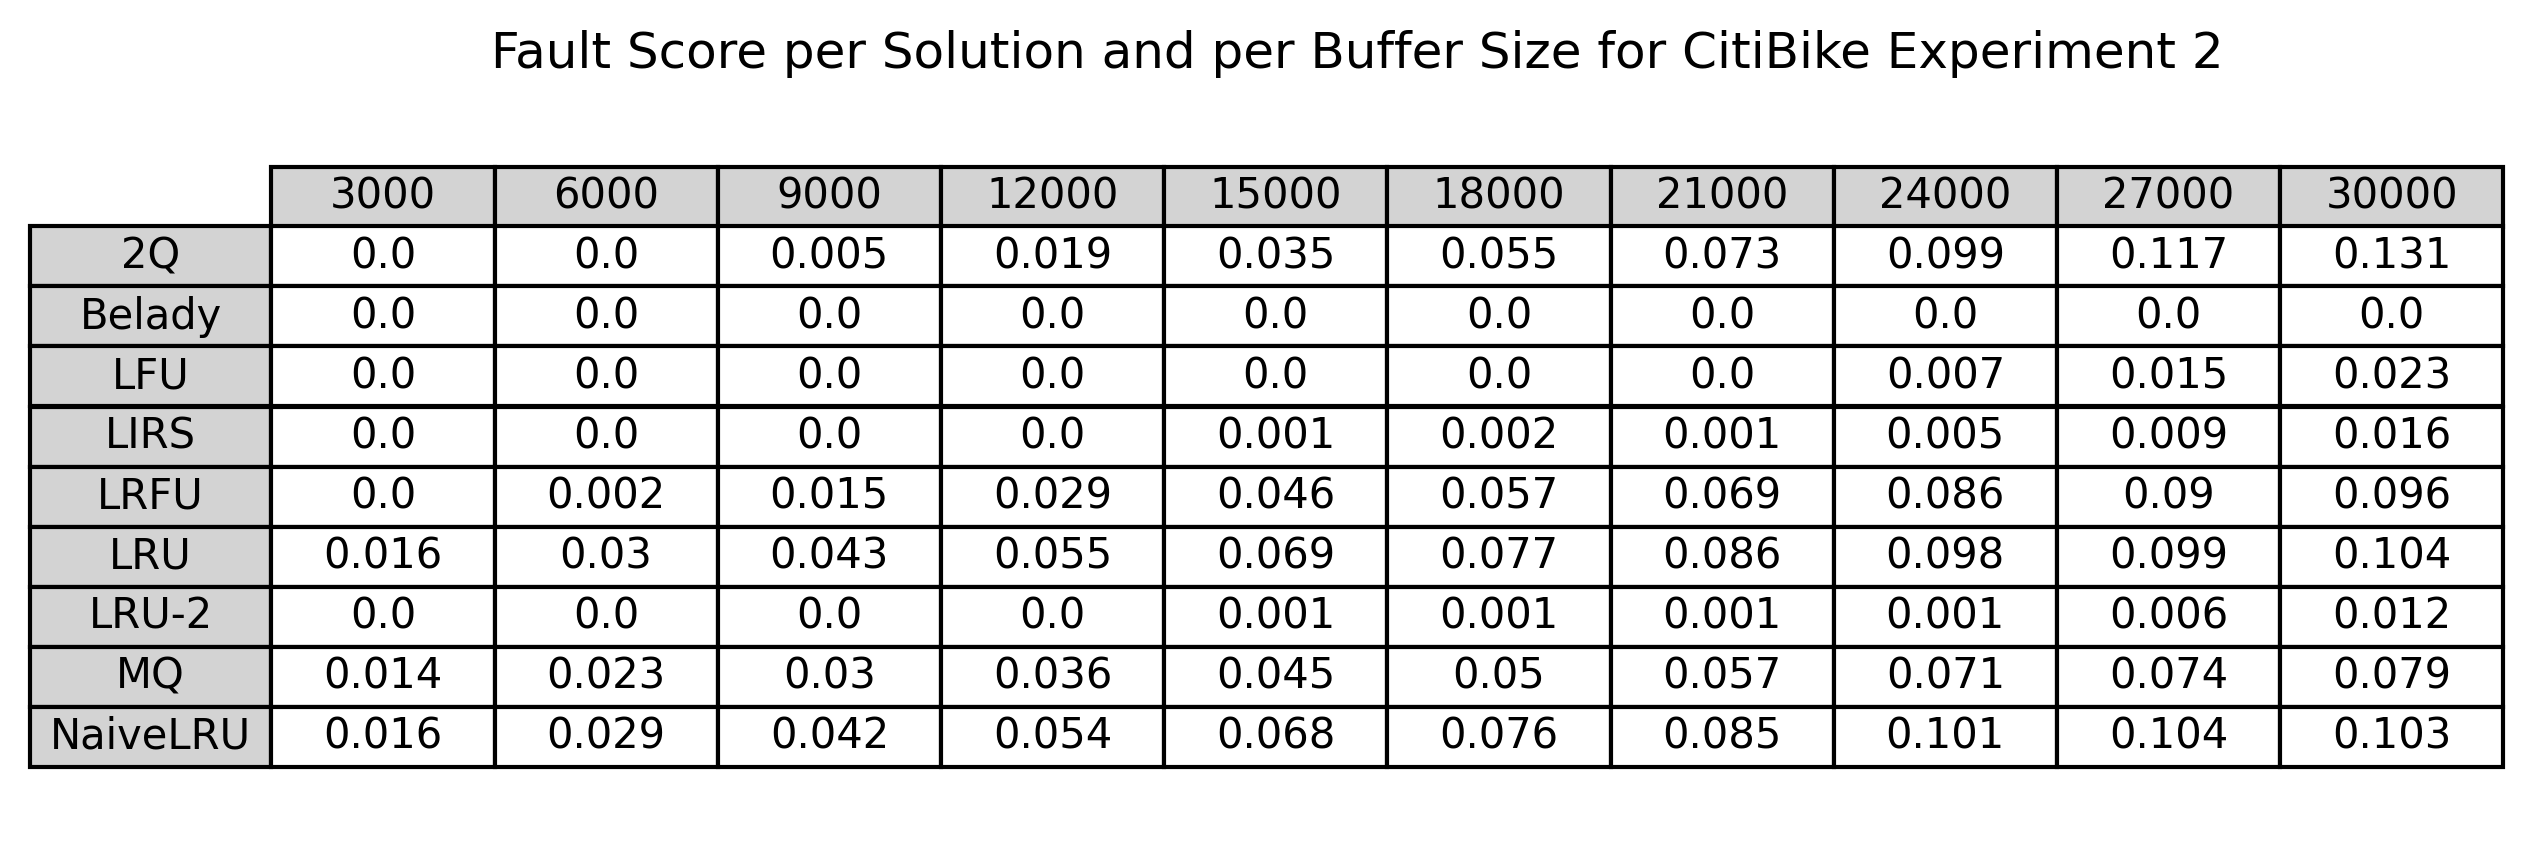 Fault Score per Solution and per Buffer Size for CitiBike Experiment 2
3000 6000 9000 12000 15000 18000 21000 24000 27000 30000
2Q 0.0 0.0 0.005 0.019 0.035 0.055 0.073 0.099 0.117 0.131
Belady 0.0 0.0 0.0 0.0 0.0 0.0 0.0 0.0 0.0 0.0
LFU 0.0 0.0 0.0 0.0 0.0 0.0 0.0 0.007 0.015 0.023
LIRS 0.0 0.0 0.0 0.0 0.001 0.002 0.001 0.005 0.009 0.016
LRFU 0.0 0.002 0.015 0.029 0.046 0.057 0.069 0.086 0.09 0.096
LRU 0.016 0.03 0.043 0.055 0.069 0.077 0.086 0.098 0.099 0.104
LRU-2 0.0 0.0 0.0 0.0 0.001 0.001 0.001 0.001 0.006 0.012
MQ 0.014 0.023 0.03 0.036 0.045 0.05 0.057 0.071 0.074 0.079
NaiveLRU 0.016 0.029 0.042 0.054 0.068 0.076 0.085 0.101 0.104 0.103